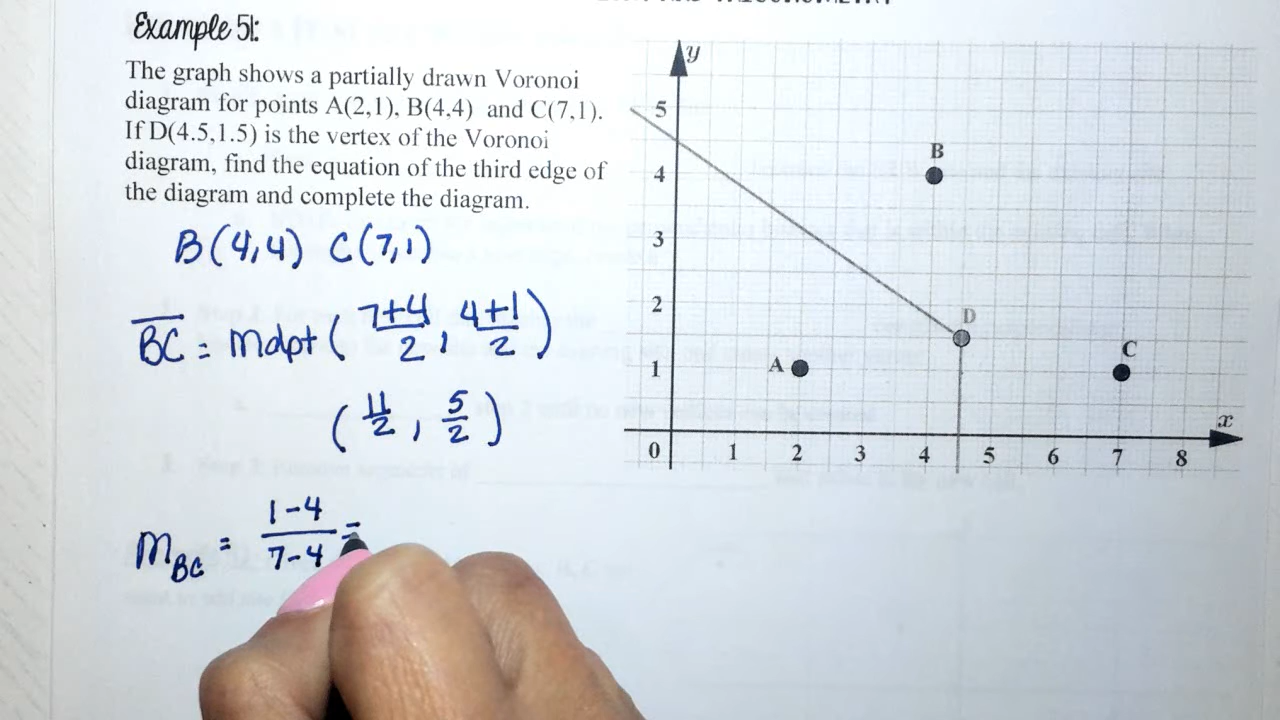 Example 51:
The graph shows a partially drawn Voronoi
diagram for points A(2,1), B(4,4) and C(7,1).
If D(4.5,1.5) is the vertex of the Voronoi
diagram, find the equation of the third edge of
the diagram and complete the diagram.
B(4,4) C(7,1)
BC = mdpt (7+4/2, 4+1/2)
(11/2, 5/2)
mBC = 1-4/7-4 =
y
5
4
3
2
1
0 1 2 3 4 5 6 7 8
x
B
D
A
C